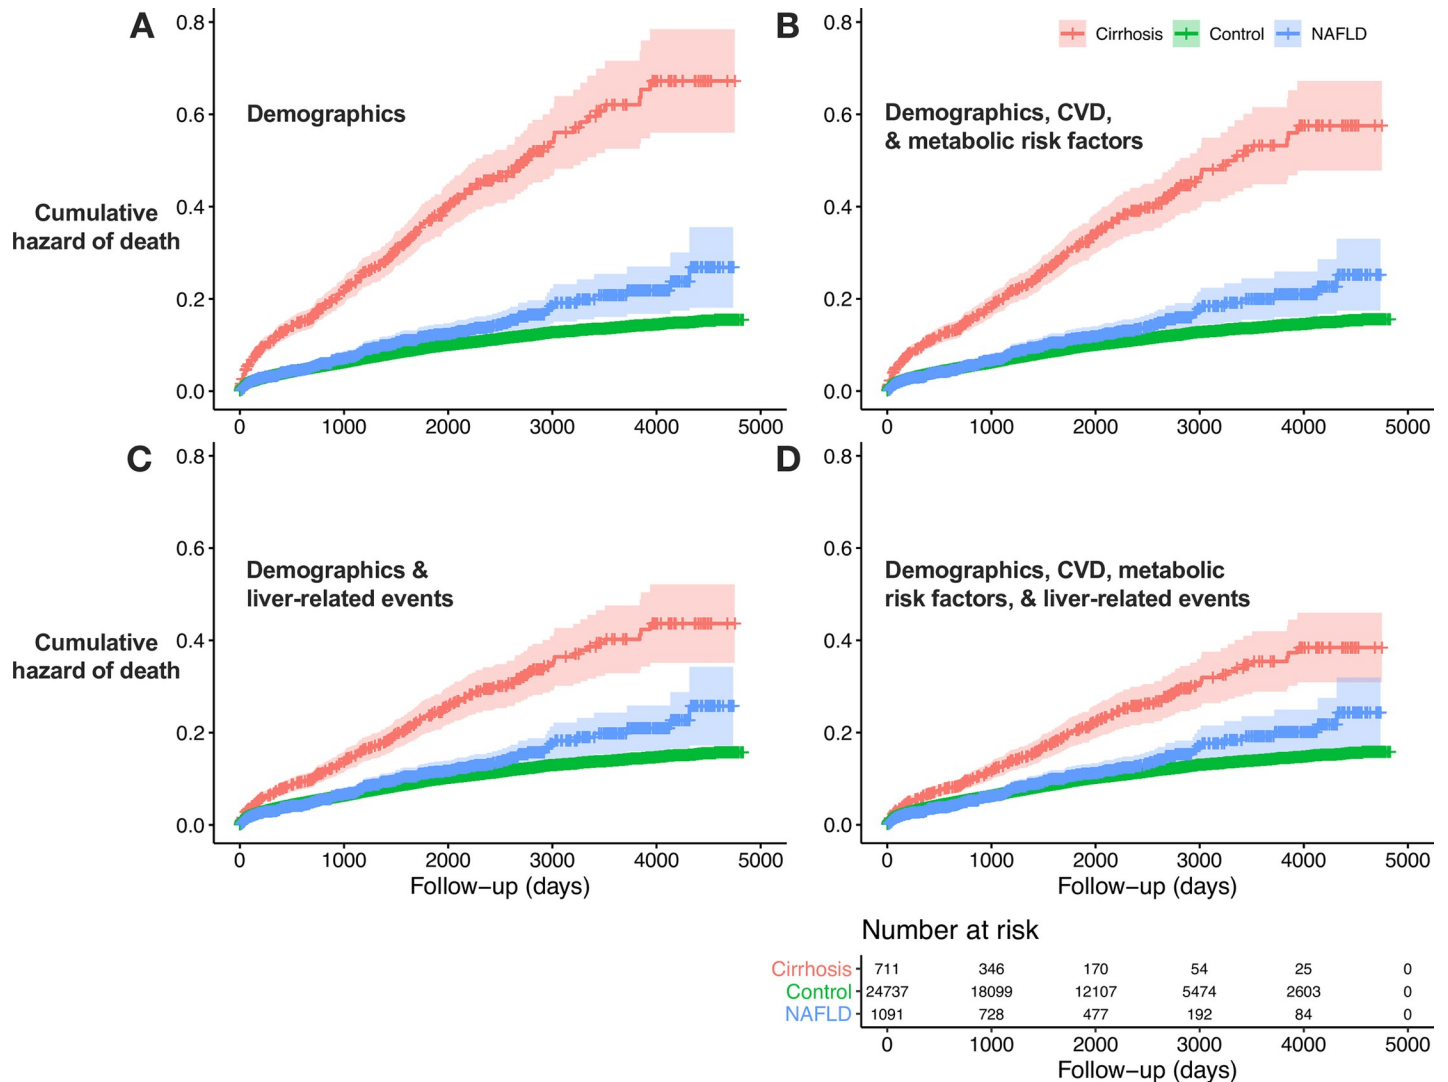 A
B
Cirrhosis Control NAFLD
0.8
0.6
0.4
0.2
0.0
Demographics
Cumulative
hazard of death
0 1000 2000 3000 4000 5000
0.8
0.6
0.4
0.2
0.0
Demographics, CVD,
& metabolic risk factors
0 1000 2000 3000 4000 5000
C
0.8
0.6
0.4
0.2
0.0
Demographics &
liver-related events
Cumulative
hazard of death
0 1000 2000 3000 4000 5000
Follow-up (days)
D
0.8
0.6
0.4
0.2
0.0
Demographics, CVD, metabolic
risk factors, & liver-related events
0 1000 2000 3000 4000 5000
Follow-up (days)
Number at risk
Cirrhosis 711 346 170 54 25 0
Control 24737 18099 12107 5474 2603 0
NAFLD 1091 728 477 192 84 0
0 1000 2000 3000 4000 5000
Follow-up (days)